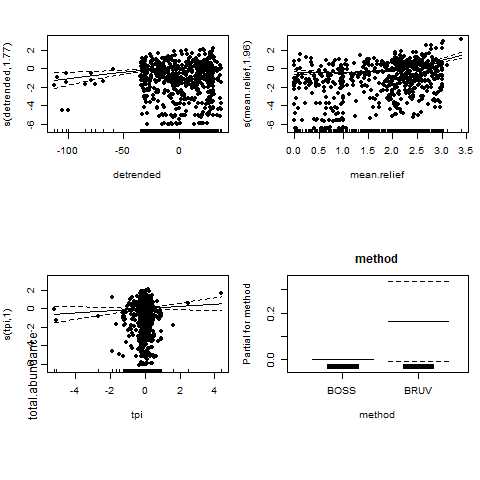 s(detrended,1.77)
2
0
-2
-4
-6
-100
-50
0
detrended
s(mean.relief,1.96)
2
0
-2
-4
-6
0.0
0.5
1.0
1.5
2.0
2.5
3.0
3.5
mean.relief
total.abundance
s(tpi,1)
2
0
-2
-4
-6
-4
-2
0
2
4
tpi
method
Partial for method
0.2
0.0
BOSS
BRUV
method